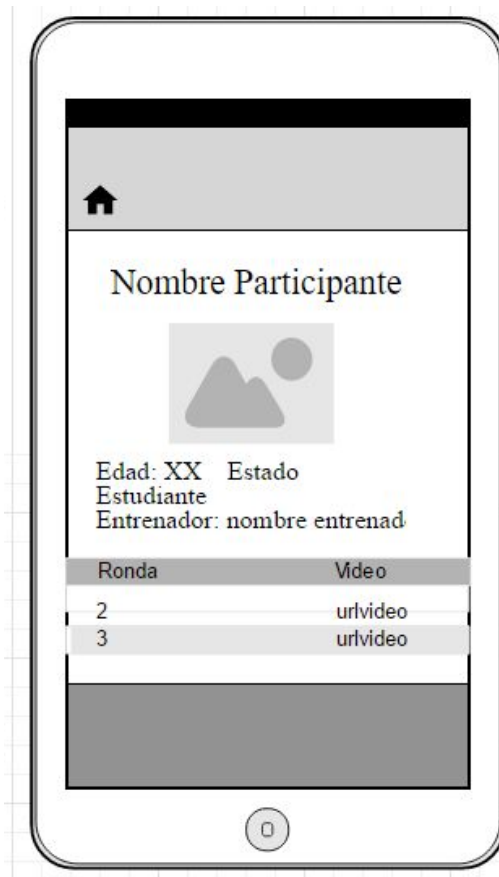 Nombre Participante
Edad: XX Estado
Estudiante
Entrenador: nombre entrenad
Ronda Video
2 urlvideo
3 urlvideo